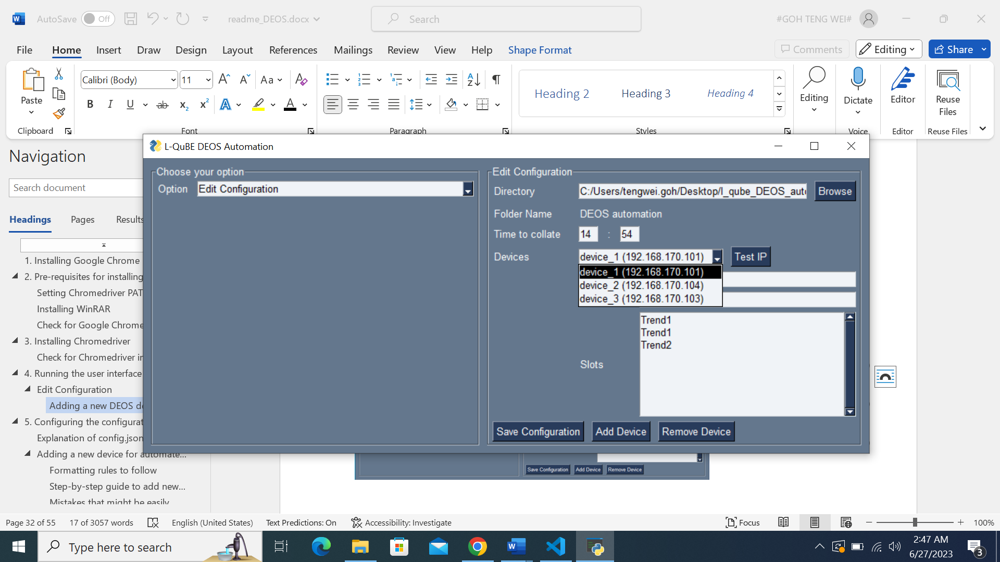 AutoSave Off readme_DEOS.docx Search #GOH TENG WEI#
File Home Insert Draw Design Layout References Mailings Review View Help Shape Format Comments Editing Share
Paste
Calibri (Body) 11
Heading 2 Heading 3 Heading 4
Editing Dictate Editor Reuse Files
Clipboard Font Paragraph Styles Voice Editor Reuse Files
Navigation
Search document
Headings Pages Results
1. Installing Google Chrome
2. Pre-requisites for installing
Setting Chromedriver PAT
Installing WinRAR
Check for Google Chrome
3. Installing Chromedriver
Check for Chromedriver in
4. Running the user interface
Edit Configuration
Adding a new DEOS de
5. Configuring the configurat
Explanation of config.json
Adding a new device for automate...
Formatting rules to follow
Step-by-step guide to add new...
Mistakes that might be easily
L-QuBE DEOS Automation
Choose your option
Option Edit Configuration
Edit Configuration
Directory C:/Users/tengwei.goh/Desktop/l_qube_DEOS_auto Browse
Folder Name DEOS automation
Time to collate 14 : 54
Devices device_1 (192.168.170.101) Test IP
device_1 (192.168.170.101)
device_2 (192.168.170.104)
device_3 (192.168.170.103)
Slots
Trend1
Trend1
Trend2
Save Configuration Add Device Remove Device
Save Configuration Add Device Remove Device
Page 32 of 55 17 of 3057 words English (United States) Text Predictions: On Accessibility: Investigate Focus 100%
Type here to search
2:47 AM
6/27/2023
3